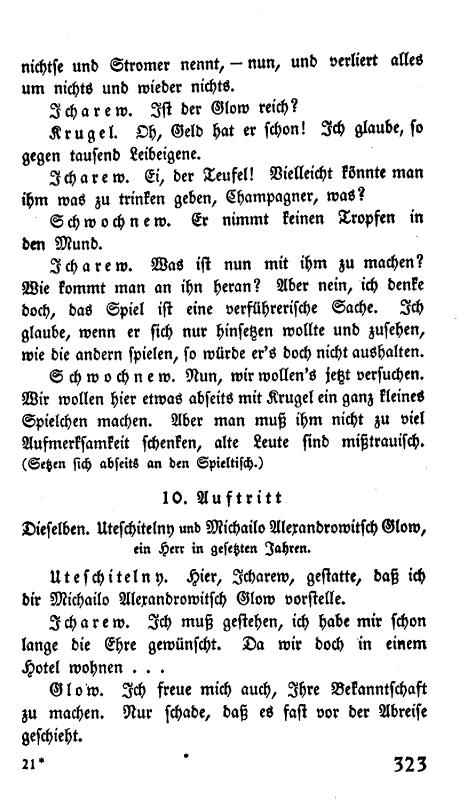 nichtse und Stromer nennt, — nun, und verliert alles
um nichts und wieder nichts.
Icharew. Ist der Glow reich?
Krugel. Oh, Geld hat er schon! Ich glaube, so
gegen tausend Leibeigene.
Icharew. Ei, der Teufel! Vielleicht könnte man
ihm was zu trinken geben, Champagner, was?
Schwochnew. Er nimmt keinen Tropfen in
den Mund.
Icharew. Was ist nun mit ihm zu machen?
Wie kommt man an ihn heran? Aber nein, ich denke
doch, das Spiel ist eine verführerische Sache. Ich
glaube, wenn er sich nur hinsetzen wollte und zusehen,
wie die andern spielen, so würde er's doch nicht aushalten.
Schwochnew. Nun, wir wollen's jetzt versuchen.
Wir wollen hier etwas abseits mit Krugel ein ganz kleines
Spielchen machen. Aber man muß ihm nicht zu viel
Aufmerksamkeit schenken, alte Leute sind mißtrauisch.
(Setzen sich abseits an den Spieltisch.)
10. Auftritt
Dieselben. Uteschitelny und Michailo Alexandrowitsch Glow,
ein Herr in gesetzten Jahren.
Uteschitelny. Hier, Icharew, gestatte, daß ich
dir Michailo Alexandrowitsch Glow vorstelle.
Icharew. Ich muß gestehen, ich habe mir schon
lange die Ehre gewünscht. Da wir doch in einem
Hotel wohnen . . .
Glow. Ich freue mich auch, Ihre Bekanntschaft
zu machen. Nur schade, daß es fast vor der Abreise
geschieht.
21* 323